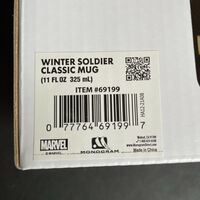 WINTER SOLDIER
CLASSIC MUG
(11 FL OZ 325 mL)
ITEM #69199
0 77764 69199 7
MARVEL
© MARVEL
MONOGRAM
Made in China